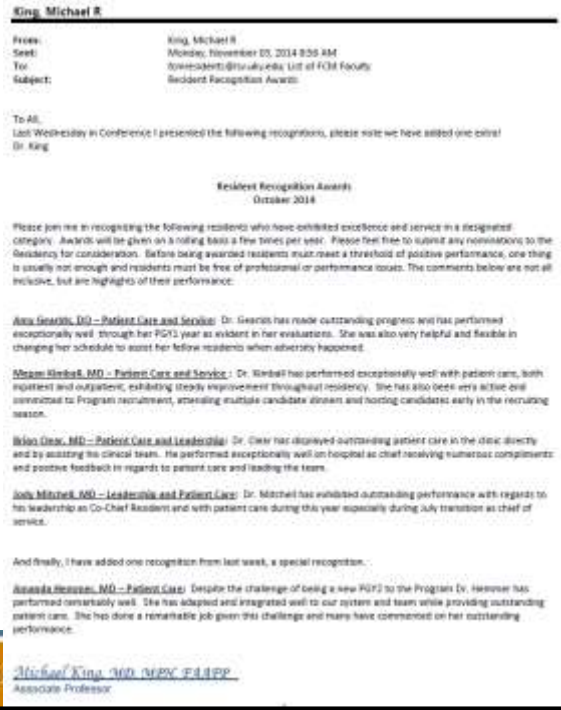 King, Michael R
From: King, Michael R
Sent: Monday, November 03, 2014 8:56 AM
To: List of FCM Faculty
Subject: Resident Recognition Awards
To All,
Last Wednesday in Conference I presented the following recognitions, please note we have added one extra!
Dr. King
Resident Recognition Awards
October 2014
Please join me in recognizing the following residents who have exhibited excellence and service in a designated
category. Awards will be given on a rolling basis a few times per year. Please feel free to submit any nominations to the
Residency for consideration. Before being awarded residents must meet a threshold of positive performance, one thing
is usually not enough and residents must be free of professional or performance issues. The comments below are not all
inclusive, but are highlights of their performance:
Amy Gearlds, DO – Patient Care and Service: Dr. Gearlds has made outstanding progress and has performed
exceptionally well through her PGY1 year as evident in her evaluations. She was also very helpful and flexible in
changing her schedule to assist her fellow residents when adversity happened.
Megan Kimball, MD – Patient Care and Service : Dr. Kimball has performed exceptionally well with patient care, both
inpatient and outpatient, exhibiting steady improvement throughout residency. She has also been very active and
committed to Program recruitment, attending multiple candidate dinners and hosting candidates early in the recruiting
season.
Brian Clear, MD – Patient Care and Leadership: Dr. Clear has displayed outstanding patient care in the clinic directly
and by assisting his clinical team. He performed exceptionally well on hospital as chief receiving numerous compliments
and positive feedback in regards to patient care and leading the team.
Jody Mitchell, MD – Leadership and Patient Care: Dr. Mitchell has exhibited outstanding performance with regards to
his leadership as Co-Chief Resident and with patient care during this year especially during July transition as chief of
service.
And finally, I have added one recognition from last week, a special recognition.
Amanda Hemmer, MD – Patient Care: Despite the challenge of being a new PGY2 to the Program Dr. Hemmer has
performed remarkably well. She has adapted and integrated well to our system and team while providing outstanding
patient care. She has done a remarkable job given this challenge and many have commented on her outstanding
performance.
Michael King, MD, MPH, FAAFP
Associate Professor